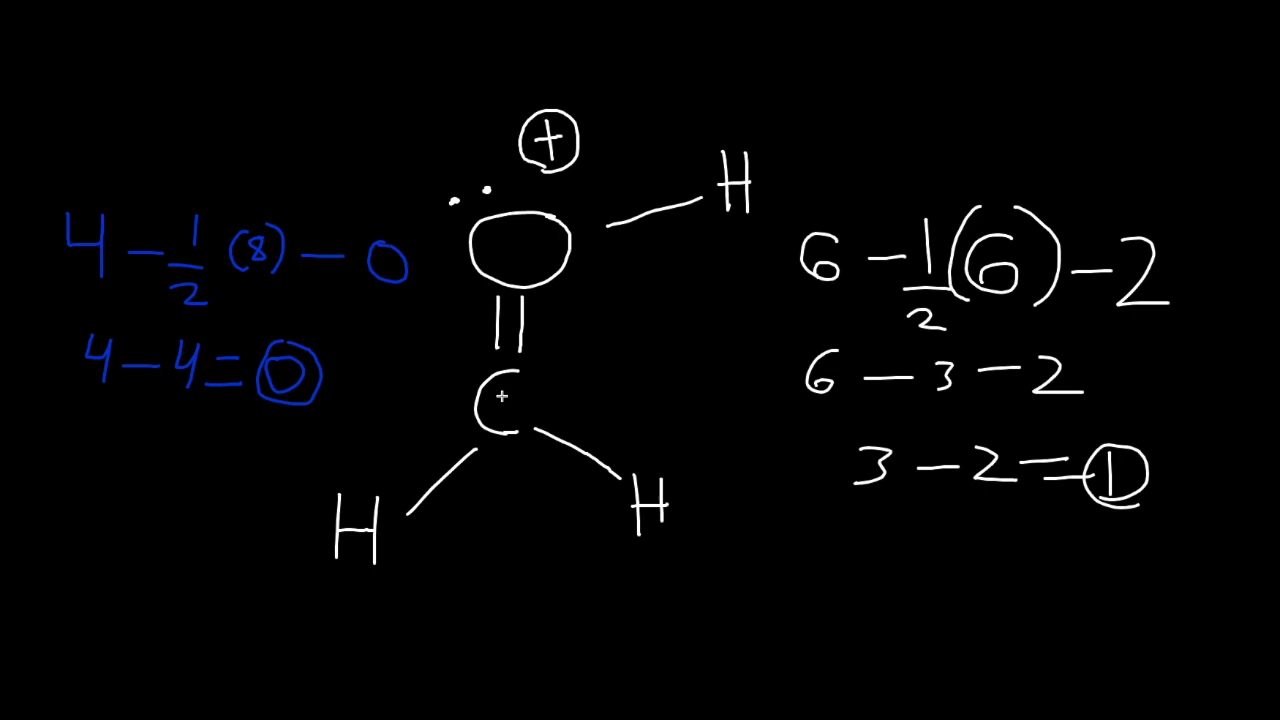 +
..
H
O
C
H
H
4 - 1/2 (8) - 0
4 - 4 = 0
6 - 1/2 (6) - 2
6 - 3 - 2
3 - 2 = 1